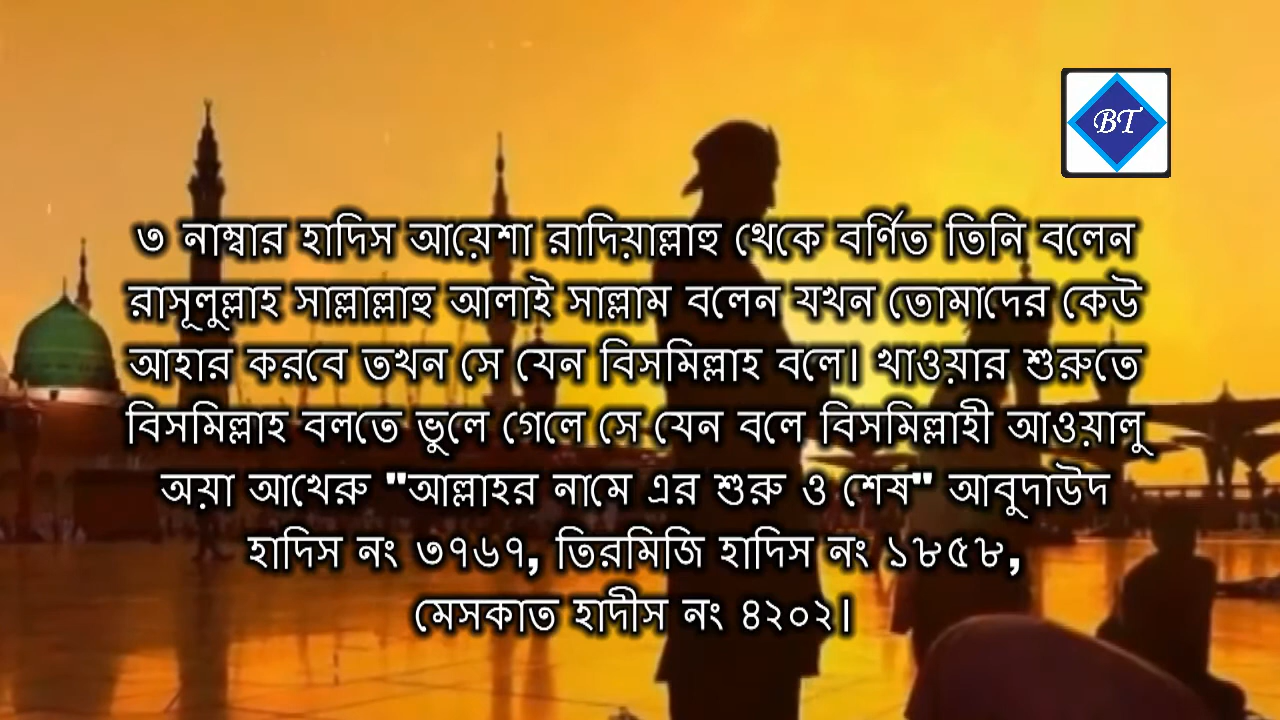 BT
৩ নাম্বার হাদিস আয়েশা রাদিয়াল্লাহু থেকে বর্ণিত তিনি বলেন
রাসূলুল্লাহ সাল্লাল্লাহু আলাই সাল্লাম বলেন যখন তোমাদের কেউ
আহার করবে তখন সে যেন বিসমিল্লাহ বলে। খাওয়ার শুরুতে
বিসমিল্লাহ বলতে ভুলে গেলে সে যেন বলে বিসমিল্লাহী আওয়ালু
অয়া আখেরু "আল্লাহর নামে এর শুরু ও শেষ" আবুদাউদ
হাদিস নং ৩৭৬৭, তিরমিজি হাদিস নং ১৮৫৮,
মেসকাত হাদীস নং ৪২০২।